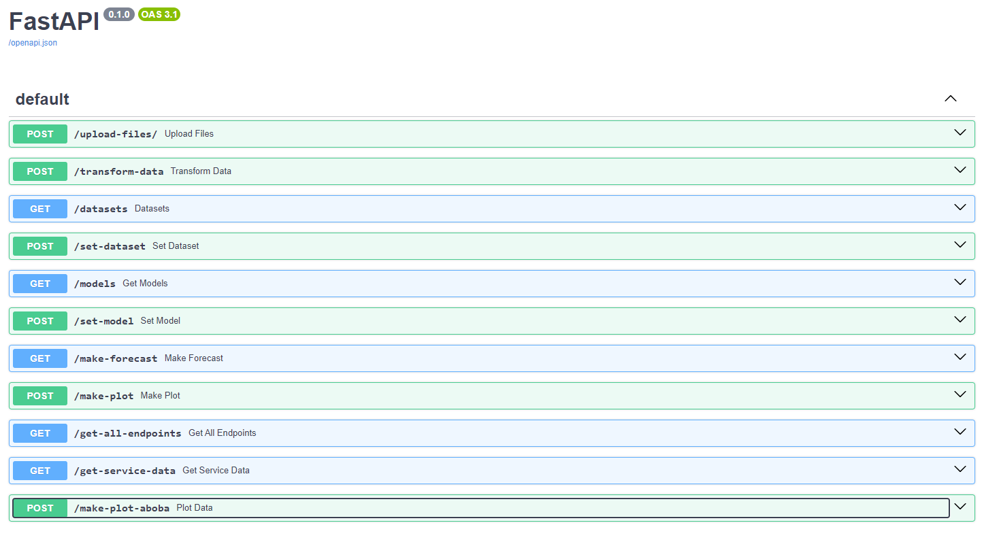 FastAPI 0.1.0 OAS 3.1
/openapi.json
default
POST /upload-files/ Upload Files
POST /transform-data Transform Data
GET /datasets Datasets
POST /set-dataset Set Dataset
GET /models Get Models
POST /set-model Set Model
GET /make-forecast Make Forecast
POST /make-plot Make Plot
GET /get-all-endpoints Get All Endpoints
GET /get-service-data Get Service Data
POST /make-plot-aboba Plot Data